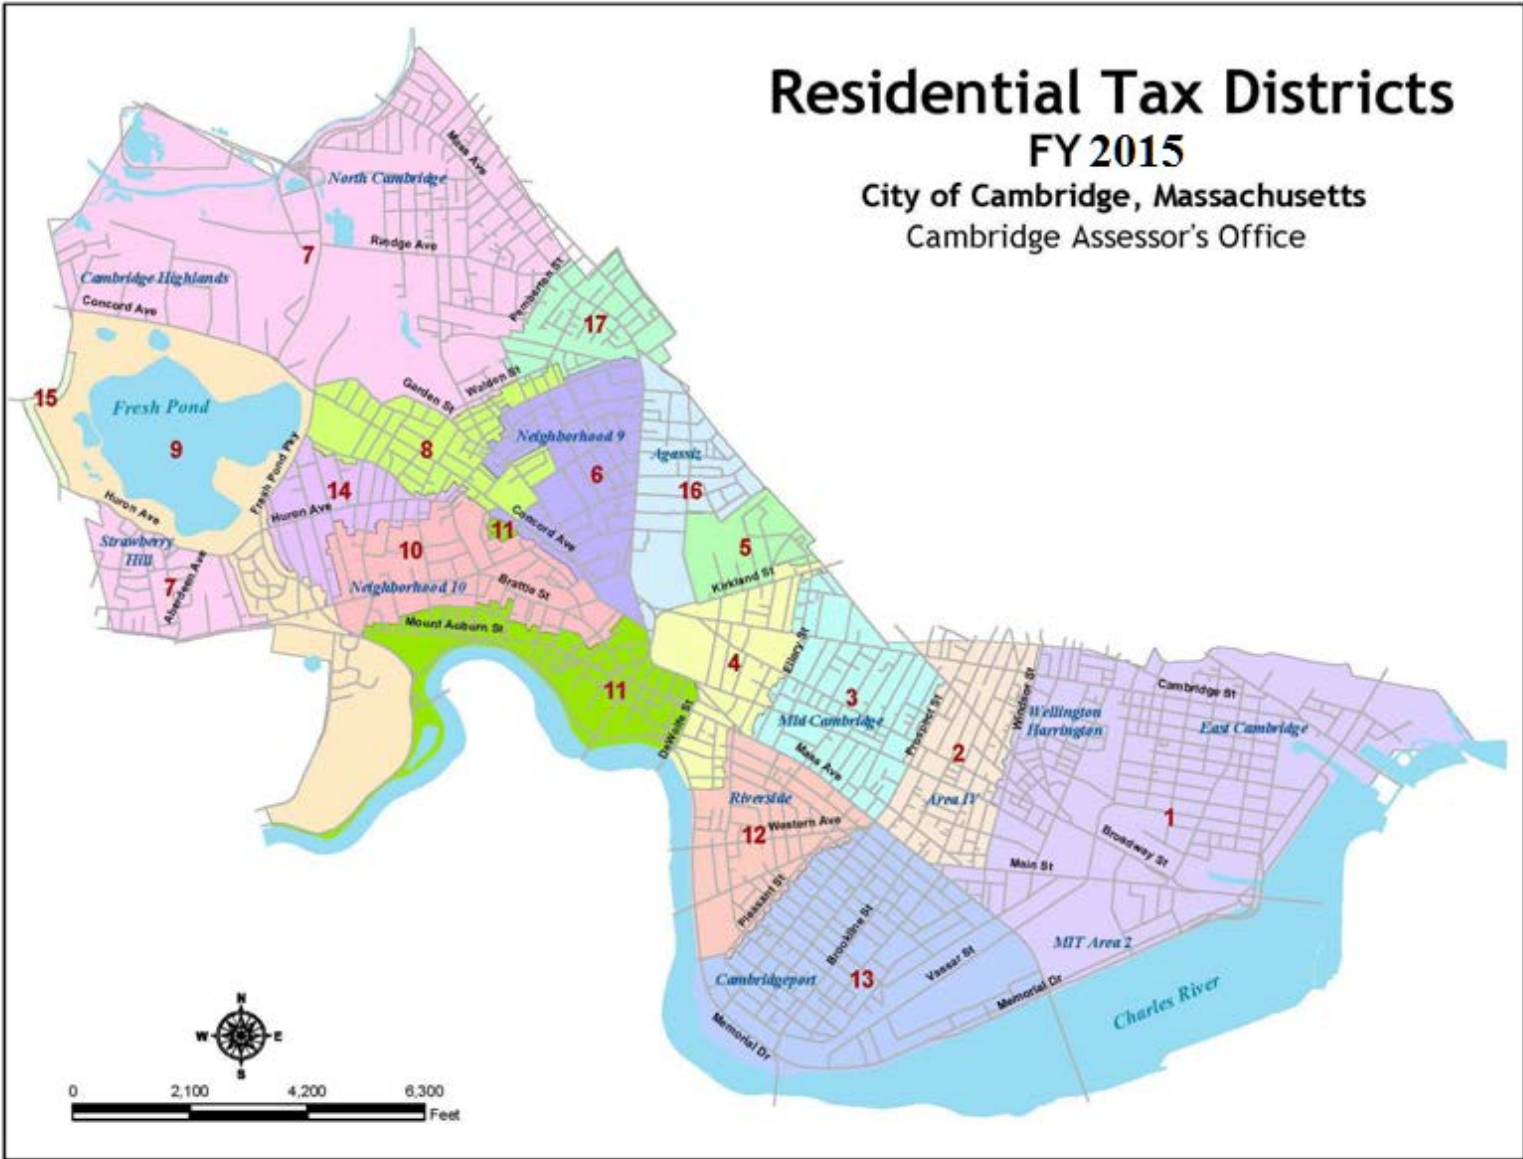 Residential Tax Districts
FY 2015
City of Cambridge, Massachusetts
Cambridge Assessor's Office
Mass Ave
North Cambridge
Rindge Ave
7
Cambridge Highlands
Concord Ave
Pemberton St
17
Walden St
Garden St
15
Fresh Pond
9
Fresh Pond Pky
Huron Ave
8
Neighborhood 9
6
Agassiz
16
14
Huron Ave
11
Concord Ave
10
Neighborhood 10
Brattle St
5
Kirkland St
Strawberry
Hill
7
Aberdeen Ave
Mount Auburn St
11
DeWolfe St
4
Ellery St
3
Mid Cambridge
Mass Ave
Prospect St
2
Area IV
Windsor St
Wellington
Harrington
Cambridge St
East Cambridge
1
Broadway St
Main St
Riverside
12
Western Ave
Pleasant St
Brookline St
Cambridgeport
13
Vassar St
MIT Area 2
Memorial Dr
Memorial Dr
Charles River
N
W
E
S
0
2,100
4,200
6,300
Feet